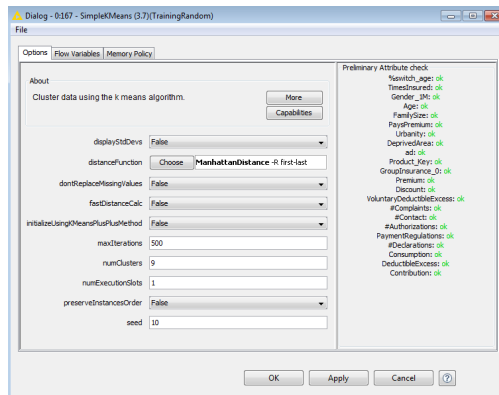 Dialog - 0:167 - SimpleKMeans (3.7)(TrainingRandom)
File
Options Flow Variables Memory Policy
About
Cluster data using the k means algorithm.
More
Capabilities
displayStdDevs False
distanceFunction Choose ManhattanDistance -R first-last
dontReplaceMissingValues False
fastDistanceCalc False
initializeUsingKMeansPlusPlusMethod False
maxIterations 500
numClusters 9
numExecutionSlots 1
preserveInstancesOrder False
seed 10
Preliminary Attribute check
%switch_age: ok
TimesInsured: ok
Gender_1M: ok
Age: ok
FamilySize: ok
PaysPremium: ok
Urbanity: ok
DeprivedArea: ok
ad: ok
Product_Key: ok
GroupInsurance_0: ok
Premium: ok
Discount: ok
VoluntaryDeductibleExcess: ok
#Complaints: ok
#Contact: ok
#Authorizations: ok
PaymentRegulations: ok
#Declarations: ok
Consumption: ok
DeductibleExcess: ok
Contribution: ok
OK Apply Cancel ?